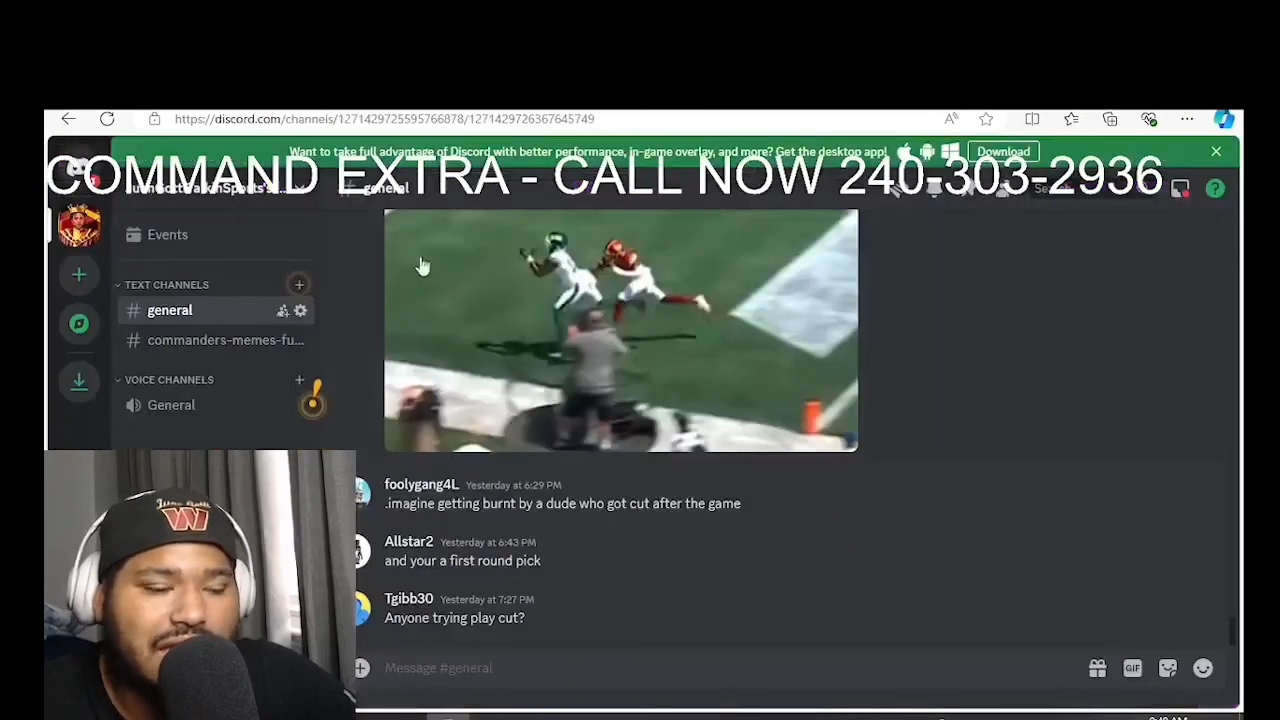 https://discord.com/channels/1271429725595766878/1271429726367645749
Want to take full advantage of Discord with better performance, in-game overlay, and more? Get the desktop app!
Download
COMMAND EXTRA - CALL NOW 240-303-2936
general
Events
TEXT CHANNELS
# general
# commanders-memes-fu...
VOICE CHANNELS
General
foolygang4L Yesterday at 6:29 PM
.imagine getting burnt by a dude who got cut after the game
Allstar2 Yesterday at 6:43 PM
and your a first round pick
Tgibb30 Yesterday at 7:27 PM
Anyone trying play cut?
Message #general
GIF